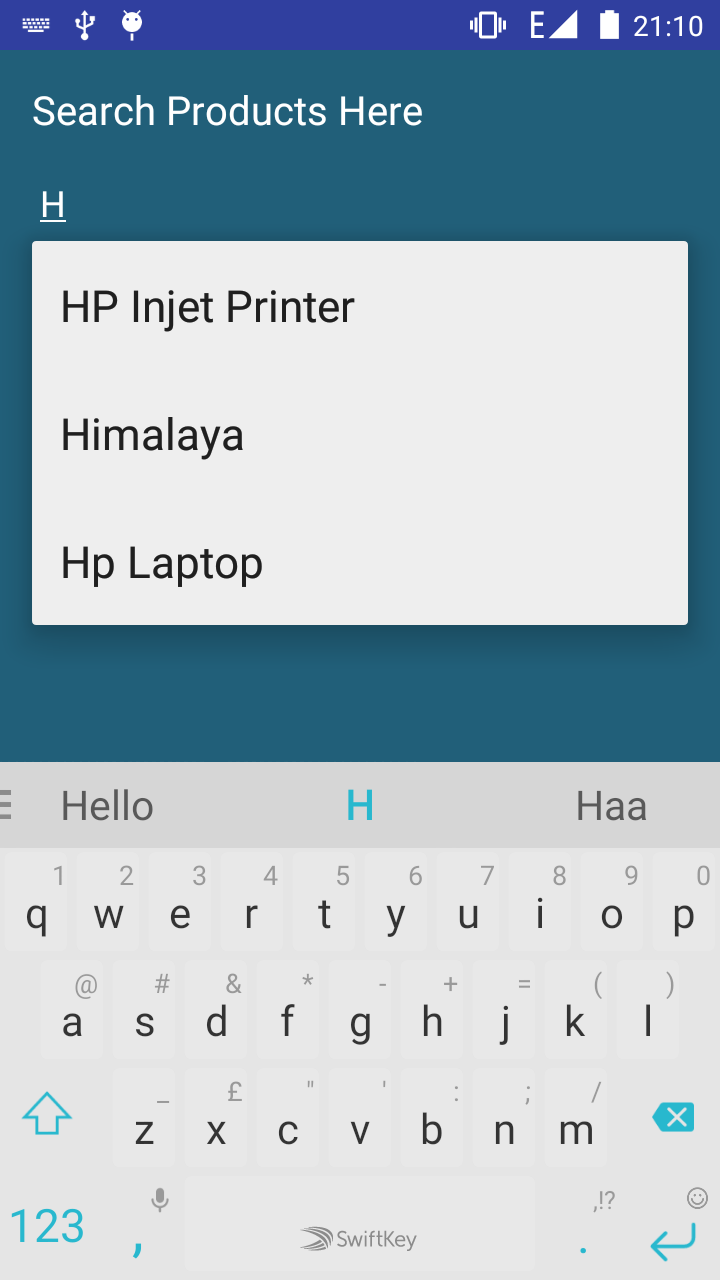 E 21:10
Search Products Here
H
HP Injet Printer
Himalaya
Hp Laptop
Hello H Haa
1 2 3 4 5 6 7 8 9 0
q w e r t y u i o p
@ # & * - + = ( )
a s d f g h j k l
_ £ " ' : ; /
z x c v b n m
,!?
123 , SwiftKey .